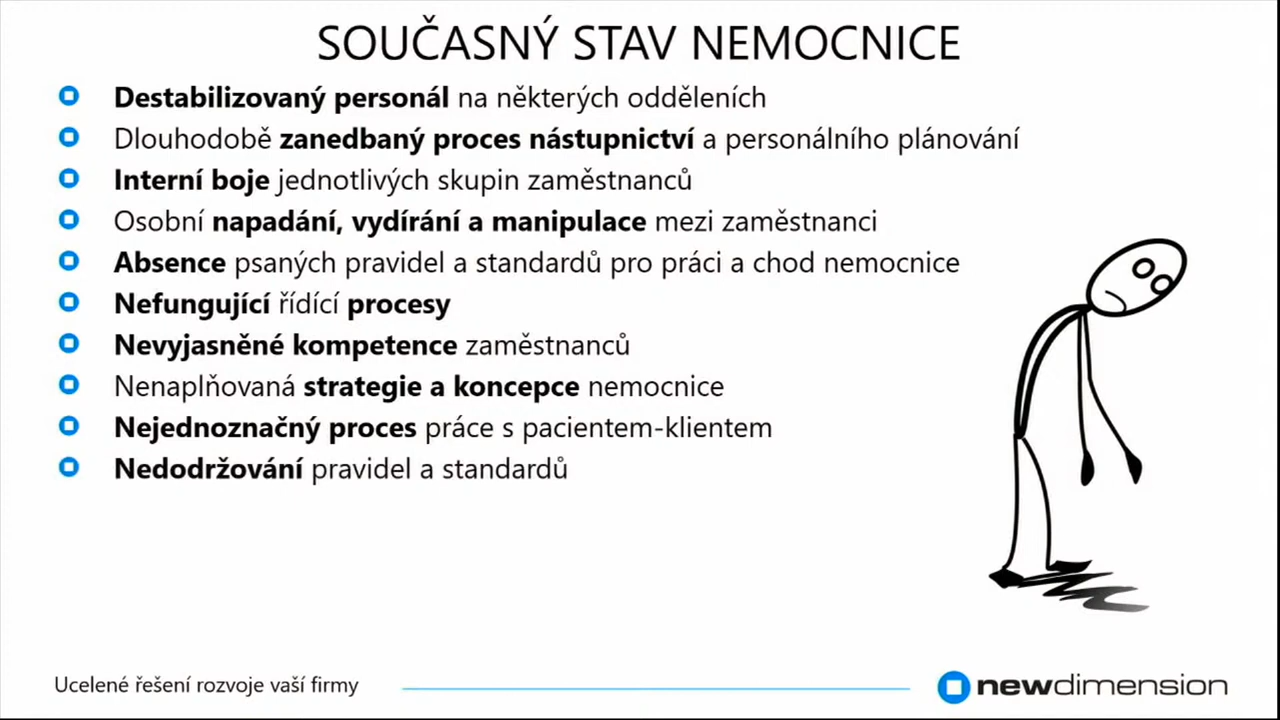 SOUČASNÝ STAV NEMOCNICE
Destabilizovaný personál na některých odděleních
Dlouhodobě zanedbaný proces nástupnictví a personálního plánování
Interní boje jednotlivých skupin zaměstnanců
Osobní napadání, vydírání a manipulace mezi zaměstnanci
Absence psaných pravidel a standardů pro práci a chod nemocnice
Nefungující řídící procesy
Nevyjasněné kompetence zaměstnanců
Nenaplňovaná strategie a koncepce nemocnice
Nejednoznačný proces práce s pacientem-klientem
Nedodržování pravidel a standardů
Ucelené řešení rozvoje vaší firmy
newdimension